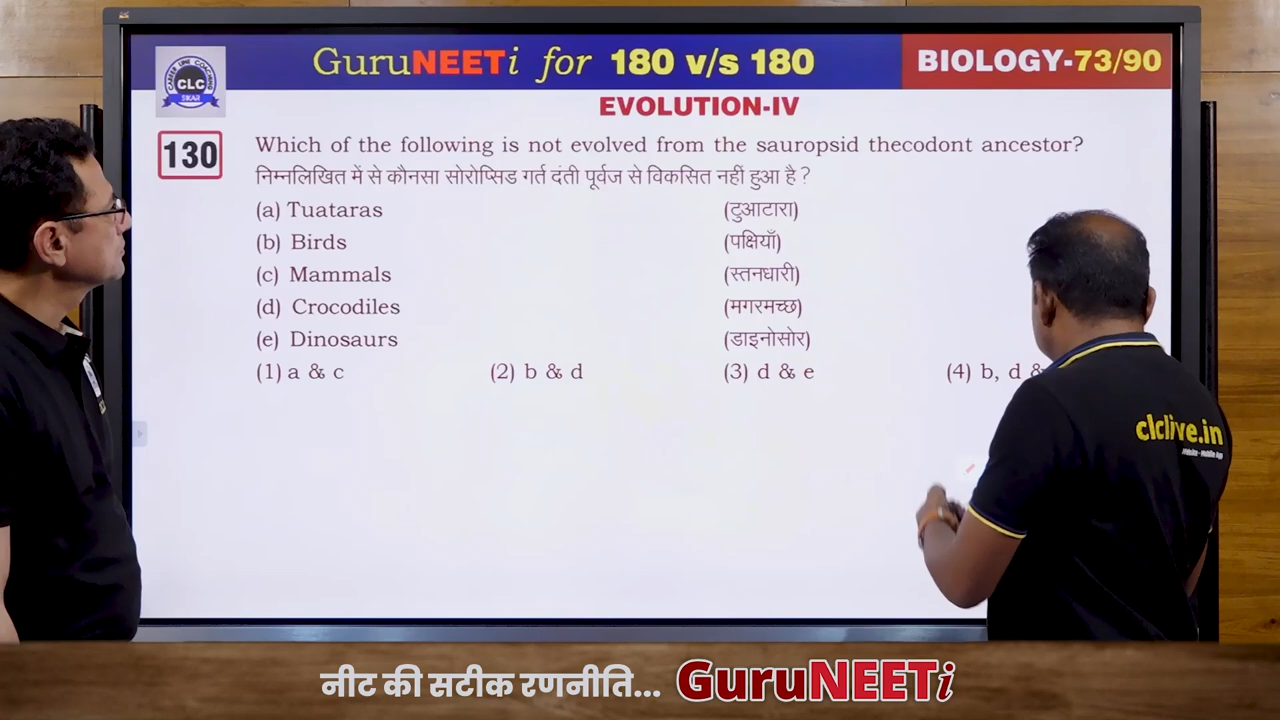 GuruNEETi for 180 v/s 180
BIOLOGY-73/90
CLC
SIKAR
EVOLUTION-IV
130
Which of the following is not evolved from the sauropsid thecodont ancestor?
निम्नलिखित में से कौनसा सोरोप्सिड गर्त दंती पूर्वज से विकसित नहीं हुआ है ?
(a) Tuataras (टुआटारा)
(b) Birds (पक्षियाँ)
(c) Mammals (स्तनधारी)
(d) Crocodiles (मगरमच्छ)
(e) Dinosaurs (डाइनोसोर)
(1) a & c (2) b & d (3) d & e (4) b, d &
clclive.in
नीट की सटीक रणनीति... GuruNEETi